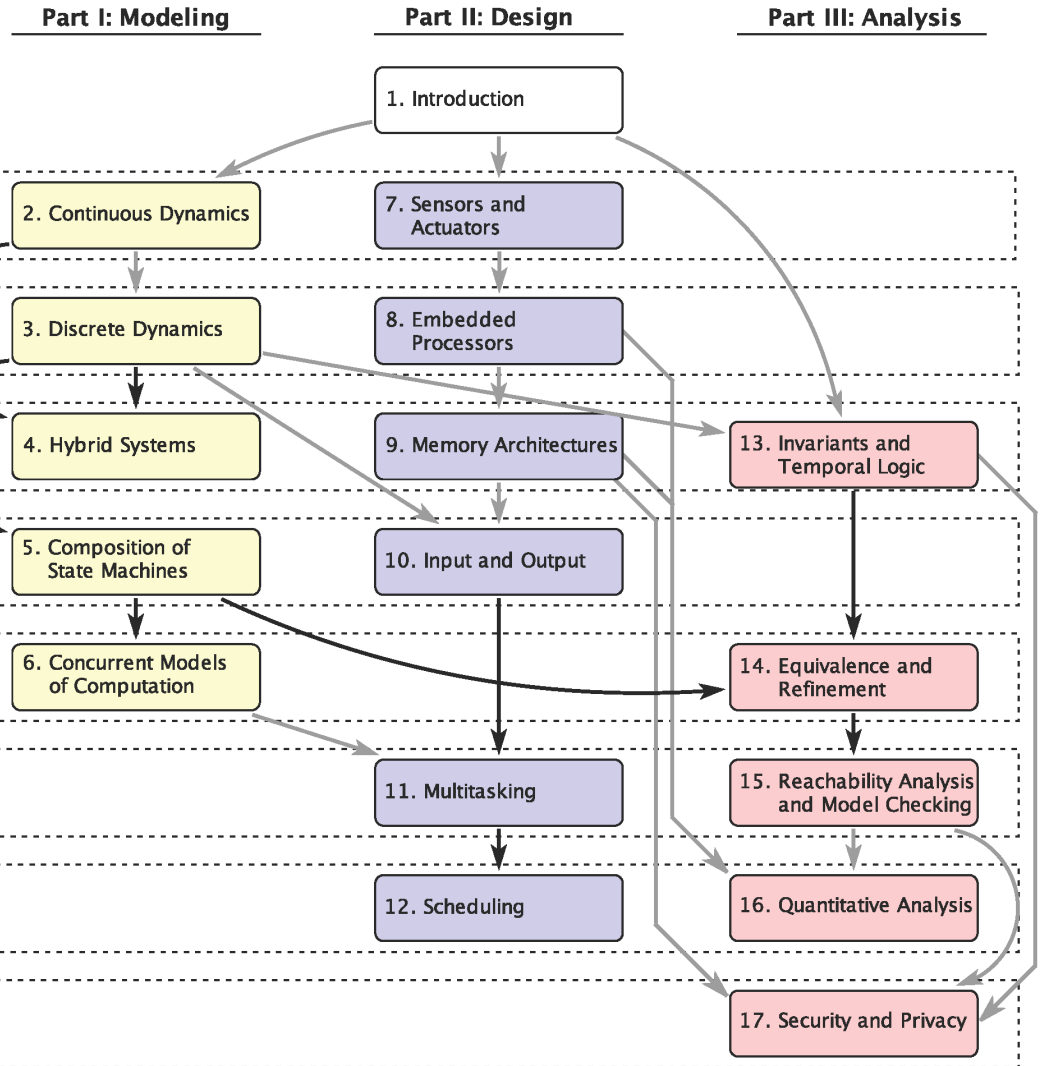 Part I: Modeling
Part II: Design
Part III: Analysis
1. Introduction
2. Continuous Dynamics
7. Sensors and
Actuators
3. Discrete Dynamics
8. Embedded
Processors
4. Hybrid Systems
9. Memory Architectures
13. Invariants and
Temporal Logic
5. Composition of
State Machines
10. Input and Output
6. Concurrent Models
of Computation
14. Equivalence and
Refinement
11. Multitasking
15. Reachability Analysis
and Model Checking
12. Scheduling
16. Quantitative Analysis
17. Security and Privacy